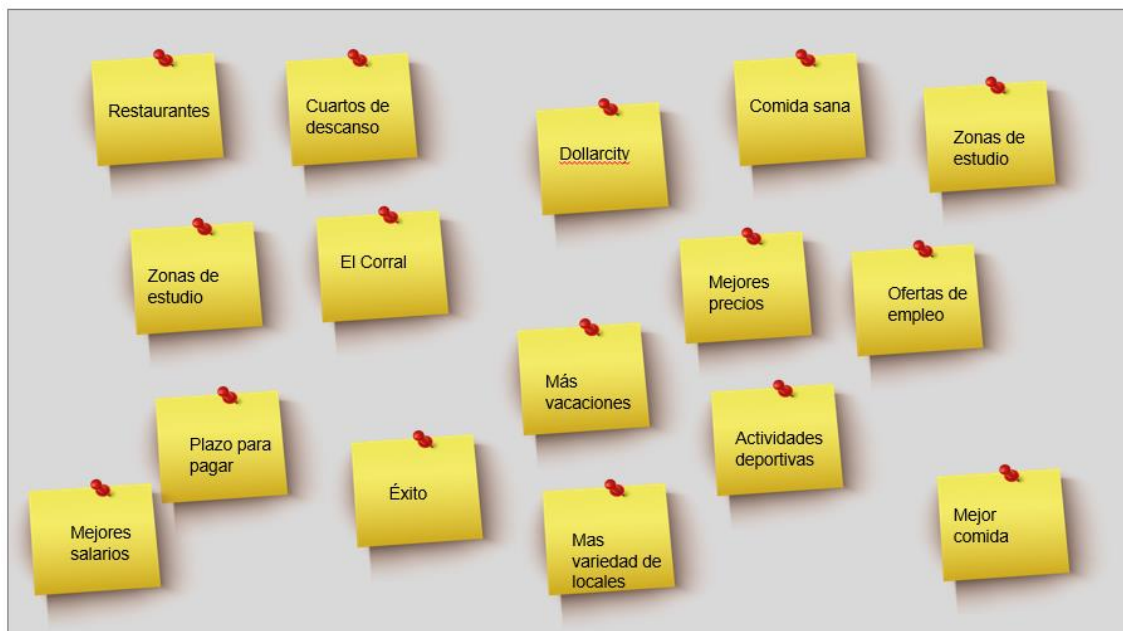 Restaurantes
Cuartos de
descanso
Dollarcity
Comida sana
Zonas de
estudio
Zonas de
estudio
El Corral
Mejores
precios
Ofertas de
empleo
Más
vacaciones
Plazo para
pagar
Éxito
Actividades
deportivas
Mejores
salarios
Mas
variedad de
locales
Mejor
comida